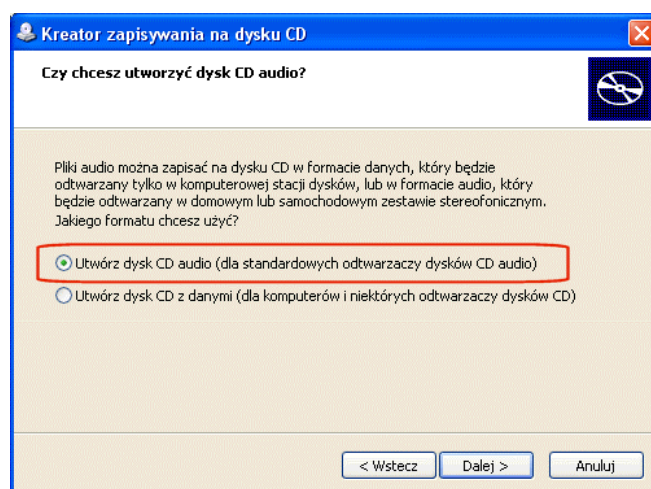 Kreator zapisywania na dysku CD
Czy chcesz utworzyć dysk CD audio?
Pliki audio można zapisać na dysku CD w formacie danych, który będzie
odtwarzany tylko w komputerowej stacji dysków, lub w formacie audio, który
będzie odtwarzany w domowym lub samochodowym zestawie stereofonicznym.
Jakiego formatu chcesz użyć?
Utwórz dysk CD audio (dla standardowych odtwarzaczy dysków CD audio)
Utwórz dysk CD z danymi (dla komputerów i niektórych odtwarzaczy dysków CD)
< Wstecz Dalej > Anuluj